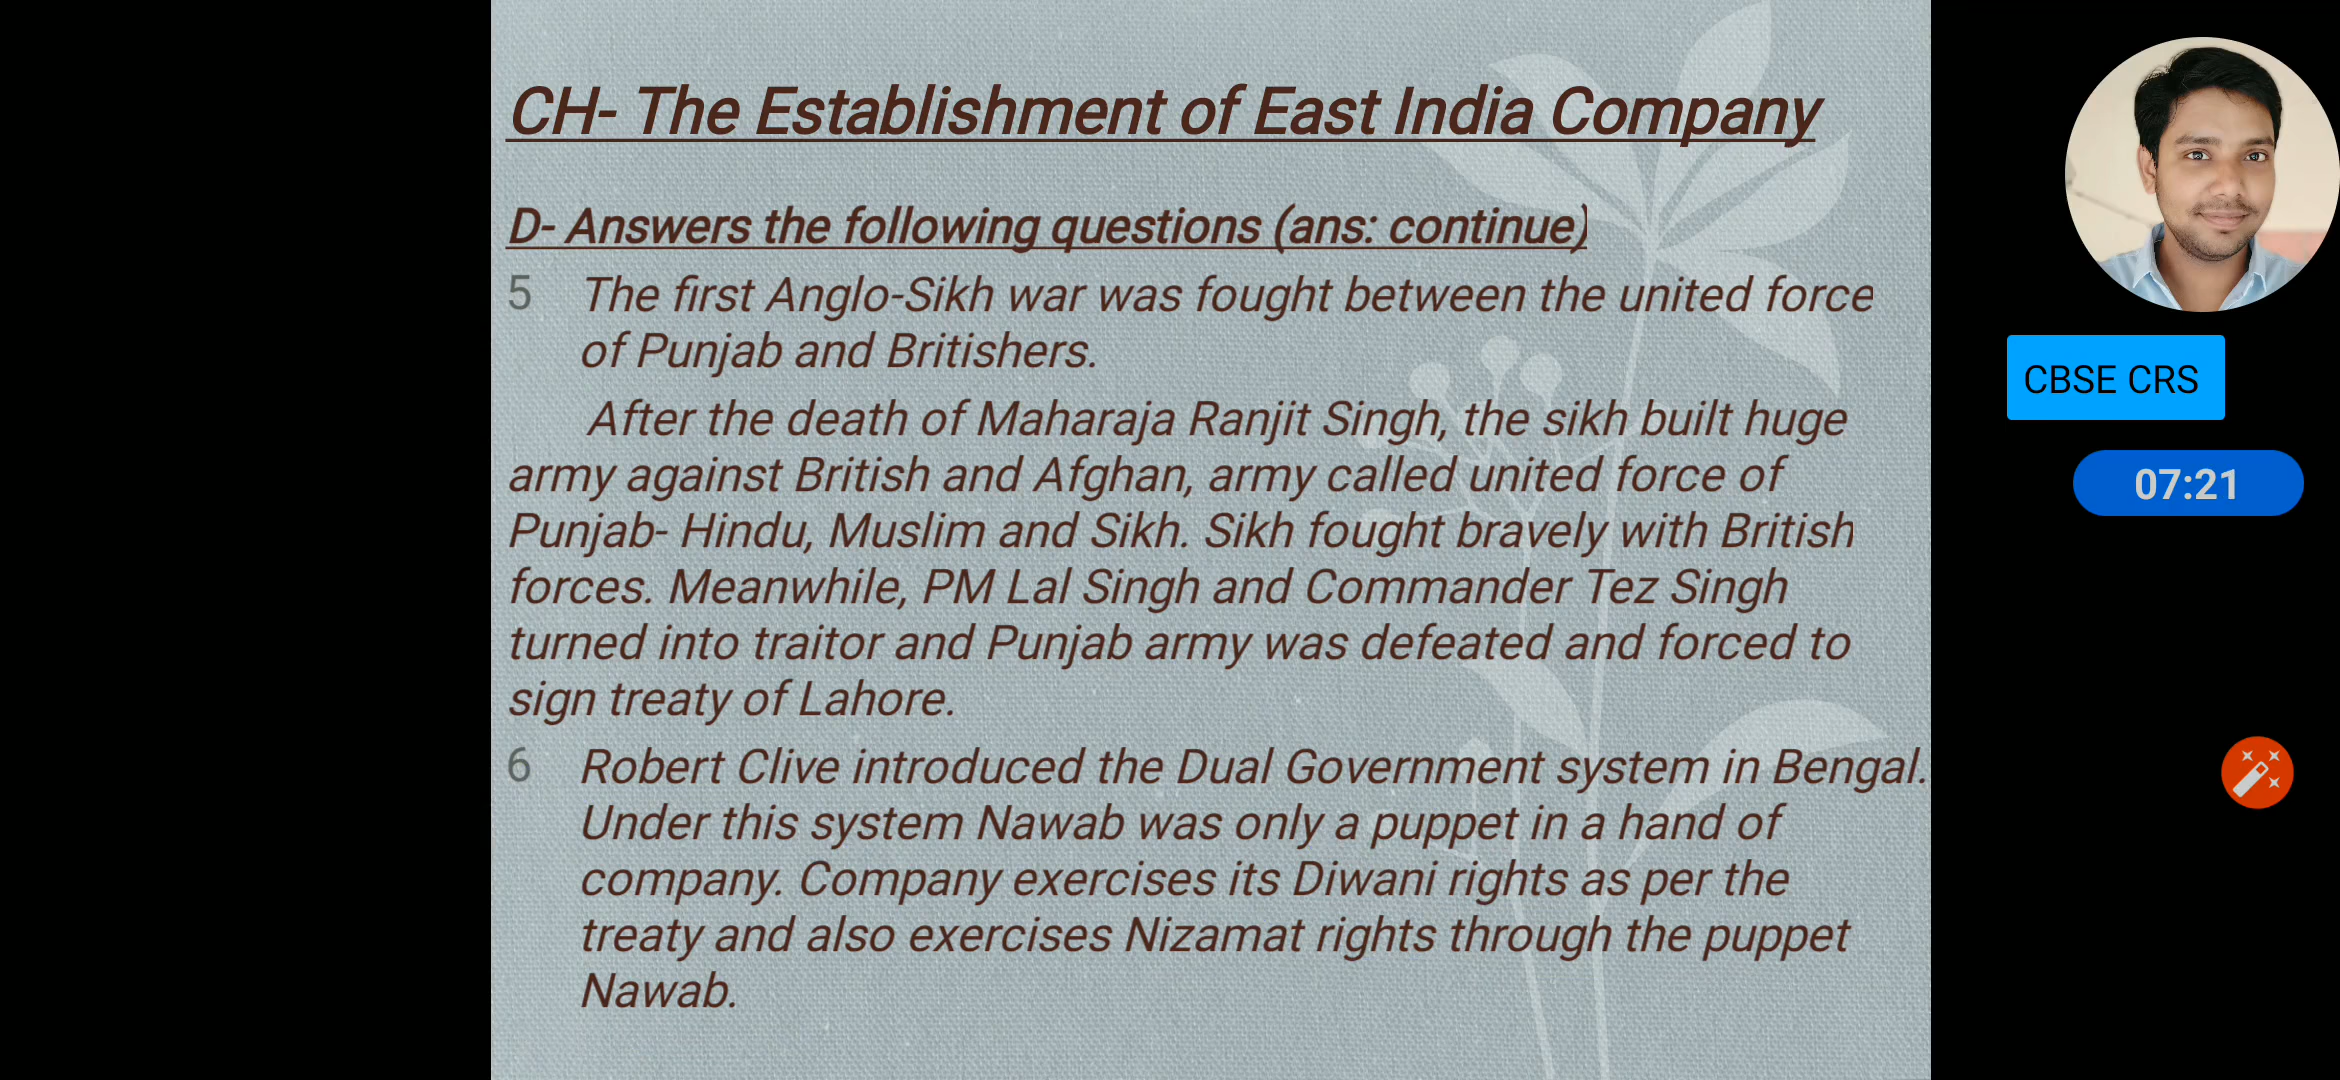 CH- The Establishment of East India Company
D- Answers the following questions (ans: continue)
5 The first Anglo-Sikh war was fought between the united force
of Punjab and Britishers.
After the death of Maharaja Ranjit Singh, the sikh built huge
army against British and Afghan, army called united force of
Punjab- Hindu, Muslim and Sikh. Sikh fought bravely with British
forces. Meanwhile, PM Lal Singh and Commander Tez Singh
turned into traitor and Punjab army was defeated and forced to
sign treaty of Lahore.
6 Robert Clive introduced the Dual Government system in Bengal.
Under this system Nawab was only a puppet in a hand of
company. Company exercises its Diwani rights as per the
treaty and also exercises Nizamat rights through the puppet
Nawab.
CBSE CRS
07:21